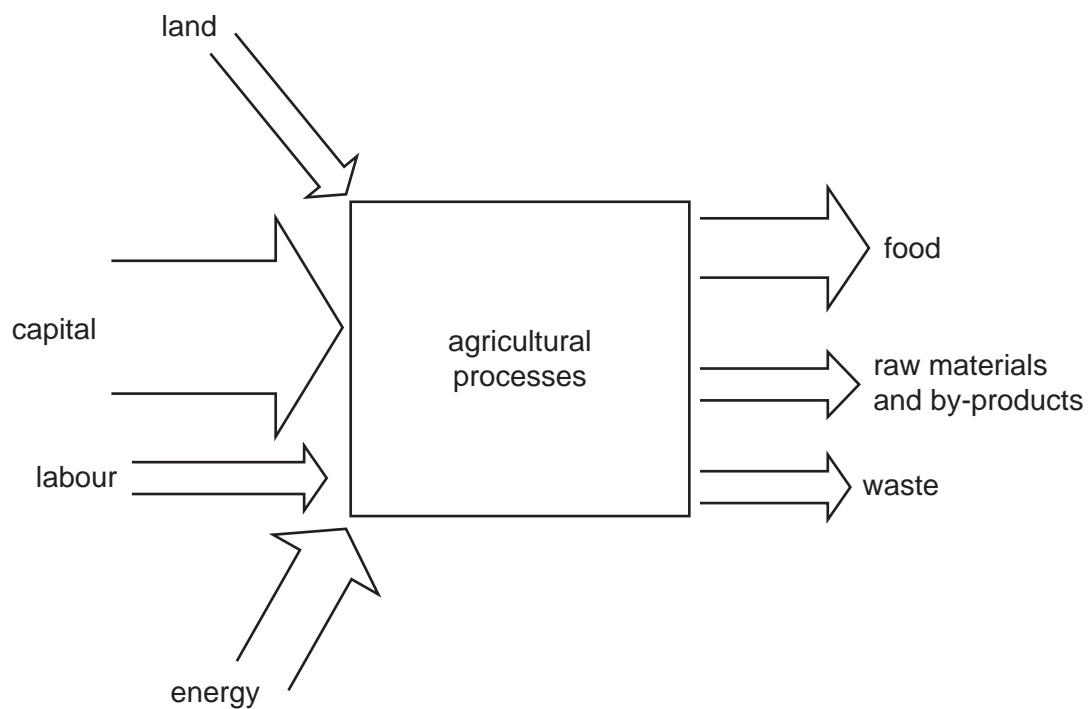 land
capital
labour
energy
agricultural
processes
food
raw materials
and by-products
waste